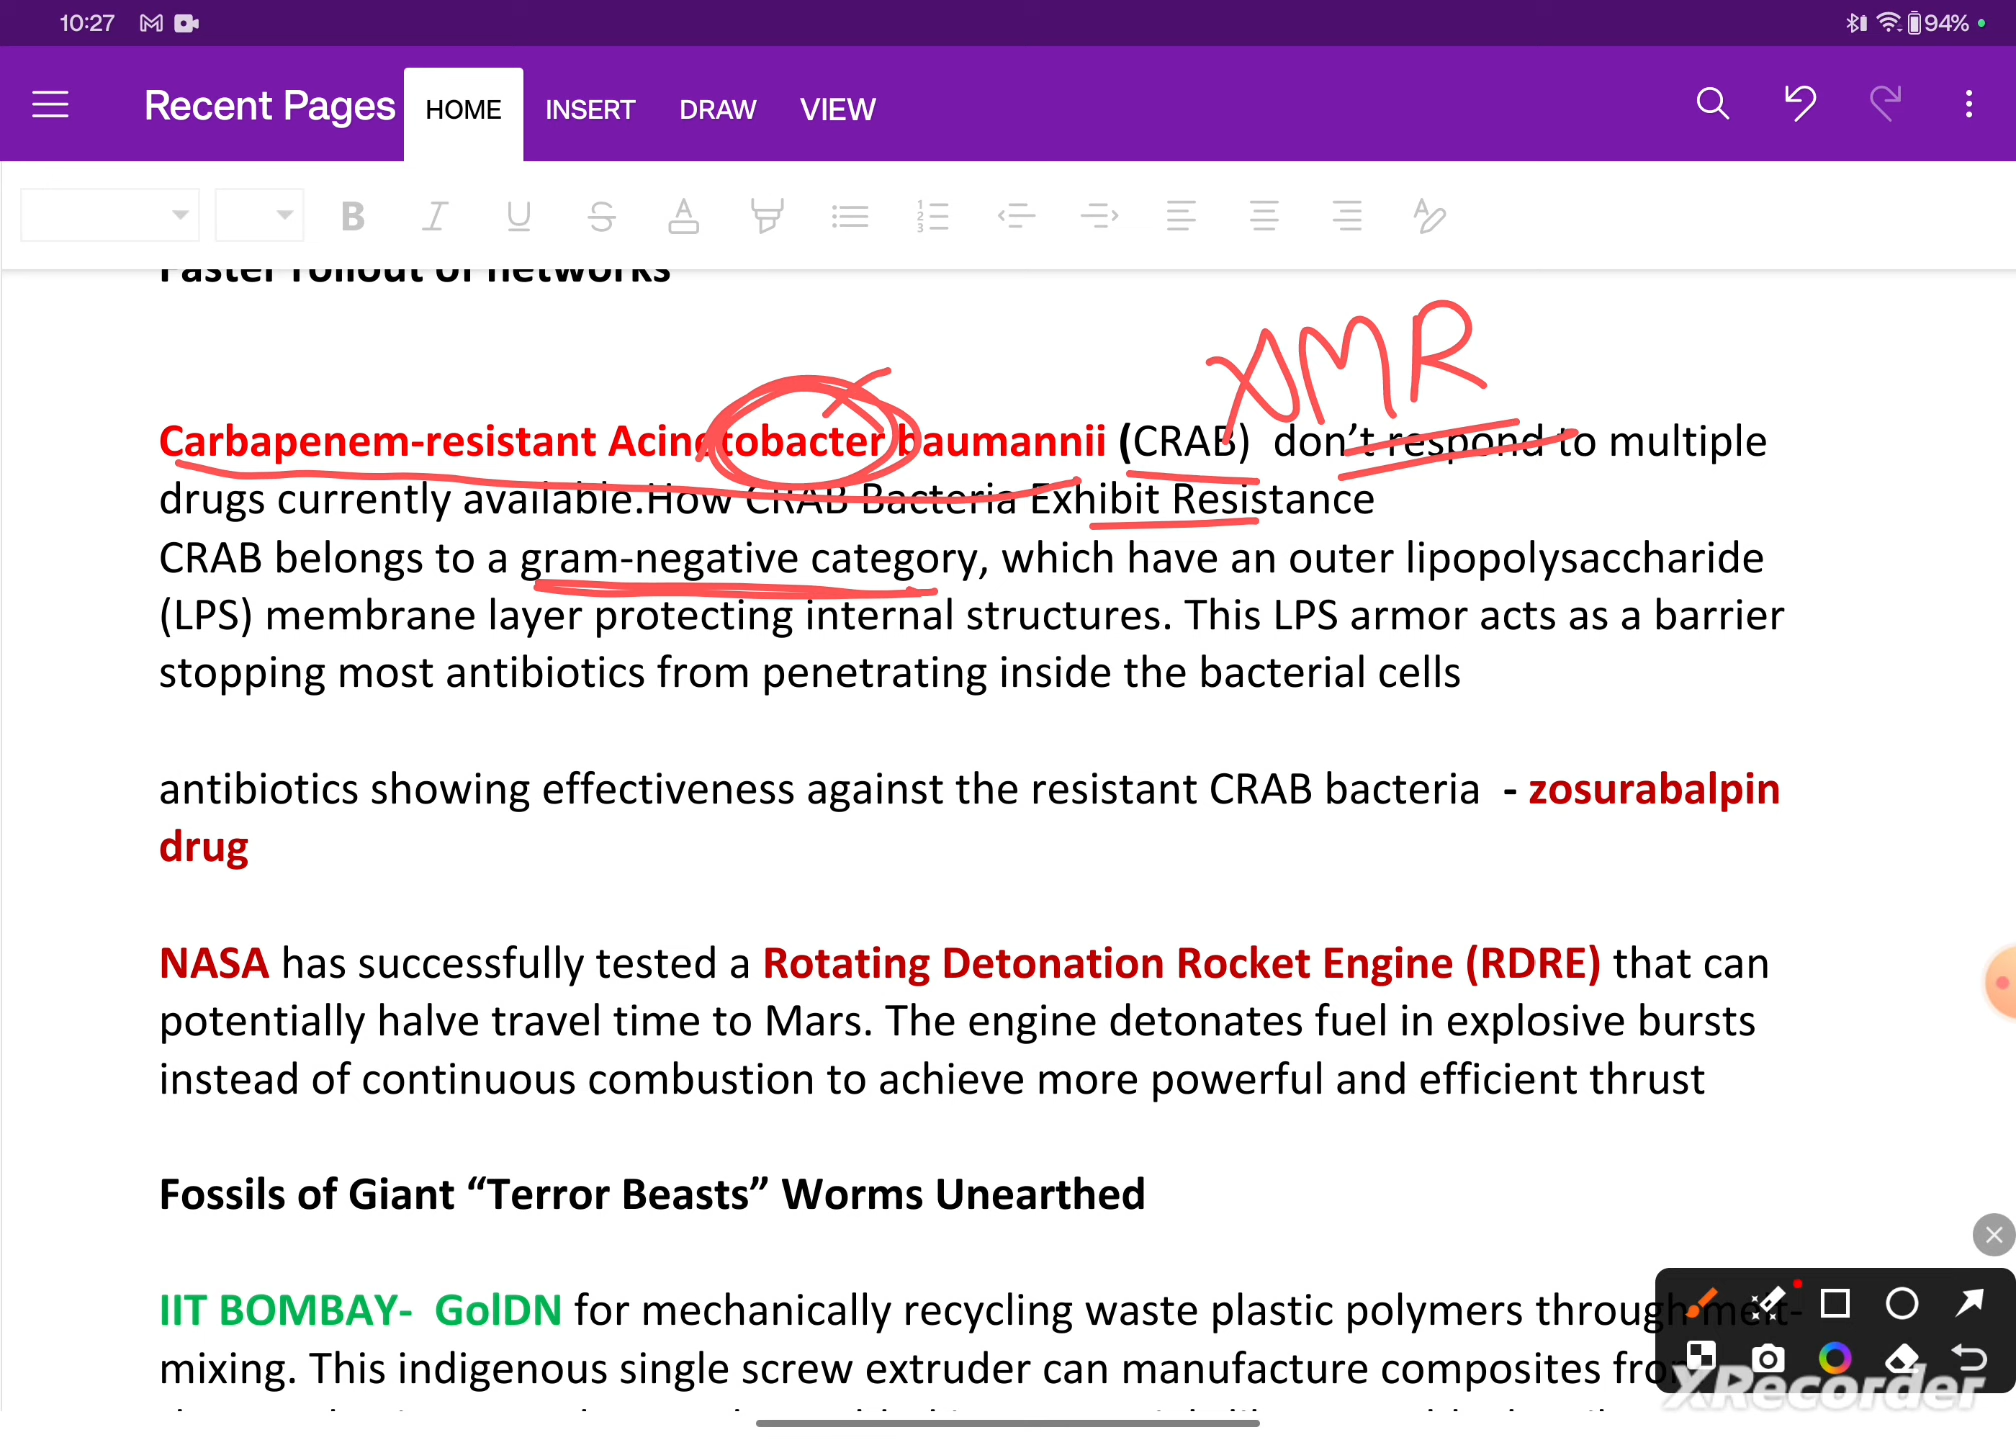 10:27
94%
Recent Pages HOME INSERT DRAW VIEW
Faster rollout of networks
XMR
Carbapenem-resistant Acinetobacter baumannii (CRAB) don't respond to multiple
drugs currently available.How CRAB Bacteria Exhibit Resistance
CRAB belongs to a gram-negative category, which have an outer lipopolysaccharide
(LPS) membrane layer protecting internal structures. This LPS armor acts as a barrier
stopping most antibiotics from penetrating inside the bacterial cells
antibiotics showing effectiveness against the resistant CRAB bacteria - zosurabalpin
drug
NASA has successfully tested a Rotating Detonation Rocket Engine (RDRE) that can
potentially halve travel time to Mars. The engine detonates fuel in explosive bursts
instead of continuous combustion to achieve more powerful and efficient thrust
Fossils of Giant “Terror Beasts” Worms Unearthed
IIT BOMBAY- GolDN for mechanically recycling waste plastic polymers through melt-
mixing. This indigenous single screw extruder can manufacture composites from
XRecorder